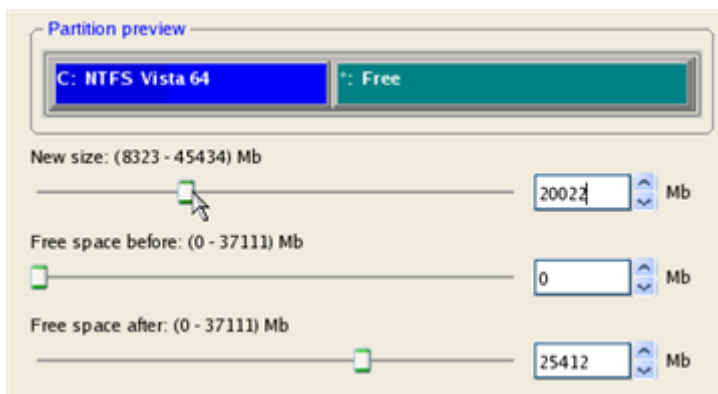 Partition preview
C: NTFS Vista 64 *: Free
New size: (8323 - 45434) Mb
20022 Mb
Free space before: (0 - 37111) Mb
0 Mb
Free space after: (0 - 37111) Mb
25412 Mb